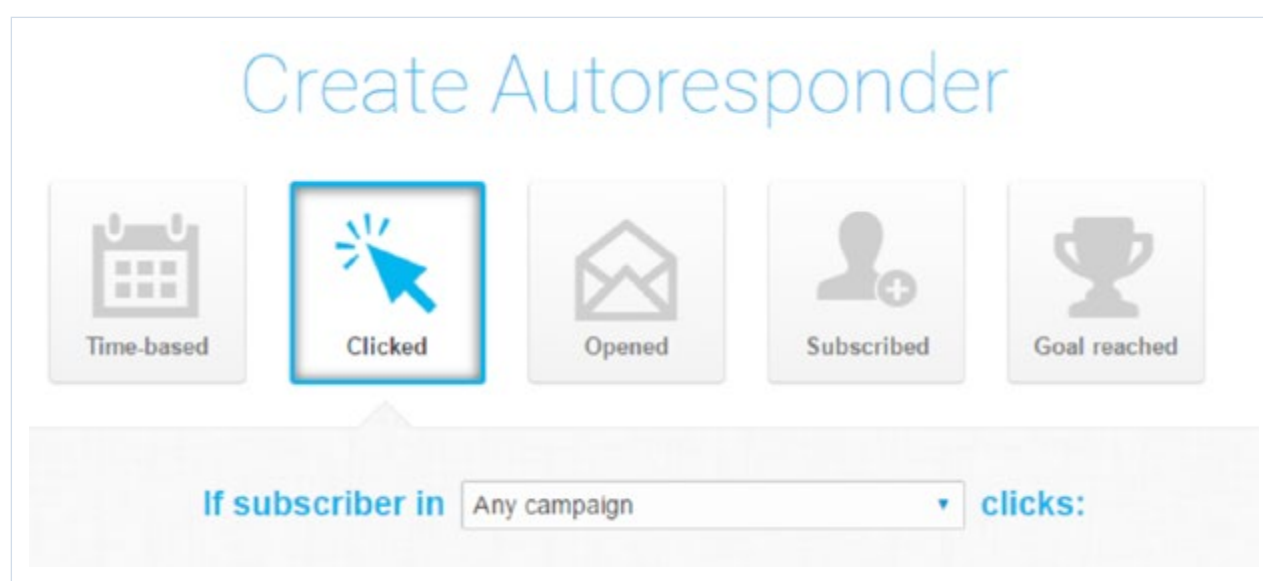 Create Autoresponder
Time-based Clicked Opened Subscribed Goal reached
If subscriber in Any campaign clicks: